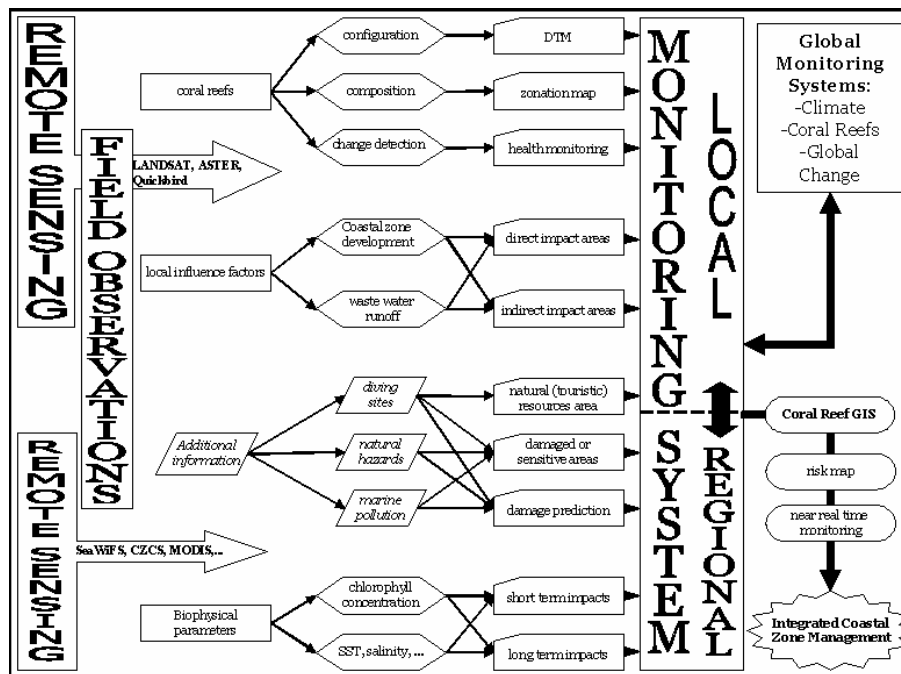 REMOTE SENSING
FIELD OBSERVATIONS
REMOTE SENSING
LANDSAT, ASTER,
Quickbird
SeaWiFS, CZCS, MODIS,...
coral reefs
configuration
DTM
composition
zonation map
change detection
health monitoring
local influence factors
Coastal zone
development
direct impact areas
waste water
runoff
indirect impact areas
Additional
information
diving
sites
natural (touristic)
resources area
natural
hazards
damaged or
sensitive areas
marine
pollution
damage prediction
Biophysical
parameters
chlorophyll
concentration
short term impacts
SST, salinity, ...
long term impacts
MONITORING SYSTEM
LOCAL
REGIONAL
Global
Monitoring
Systems:
-Climate
-Coral Reefs
-Global
Change
Coral Reef GIS
risk map
near real time
monitoring
Integrated Coastal
Zone Management